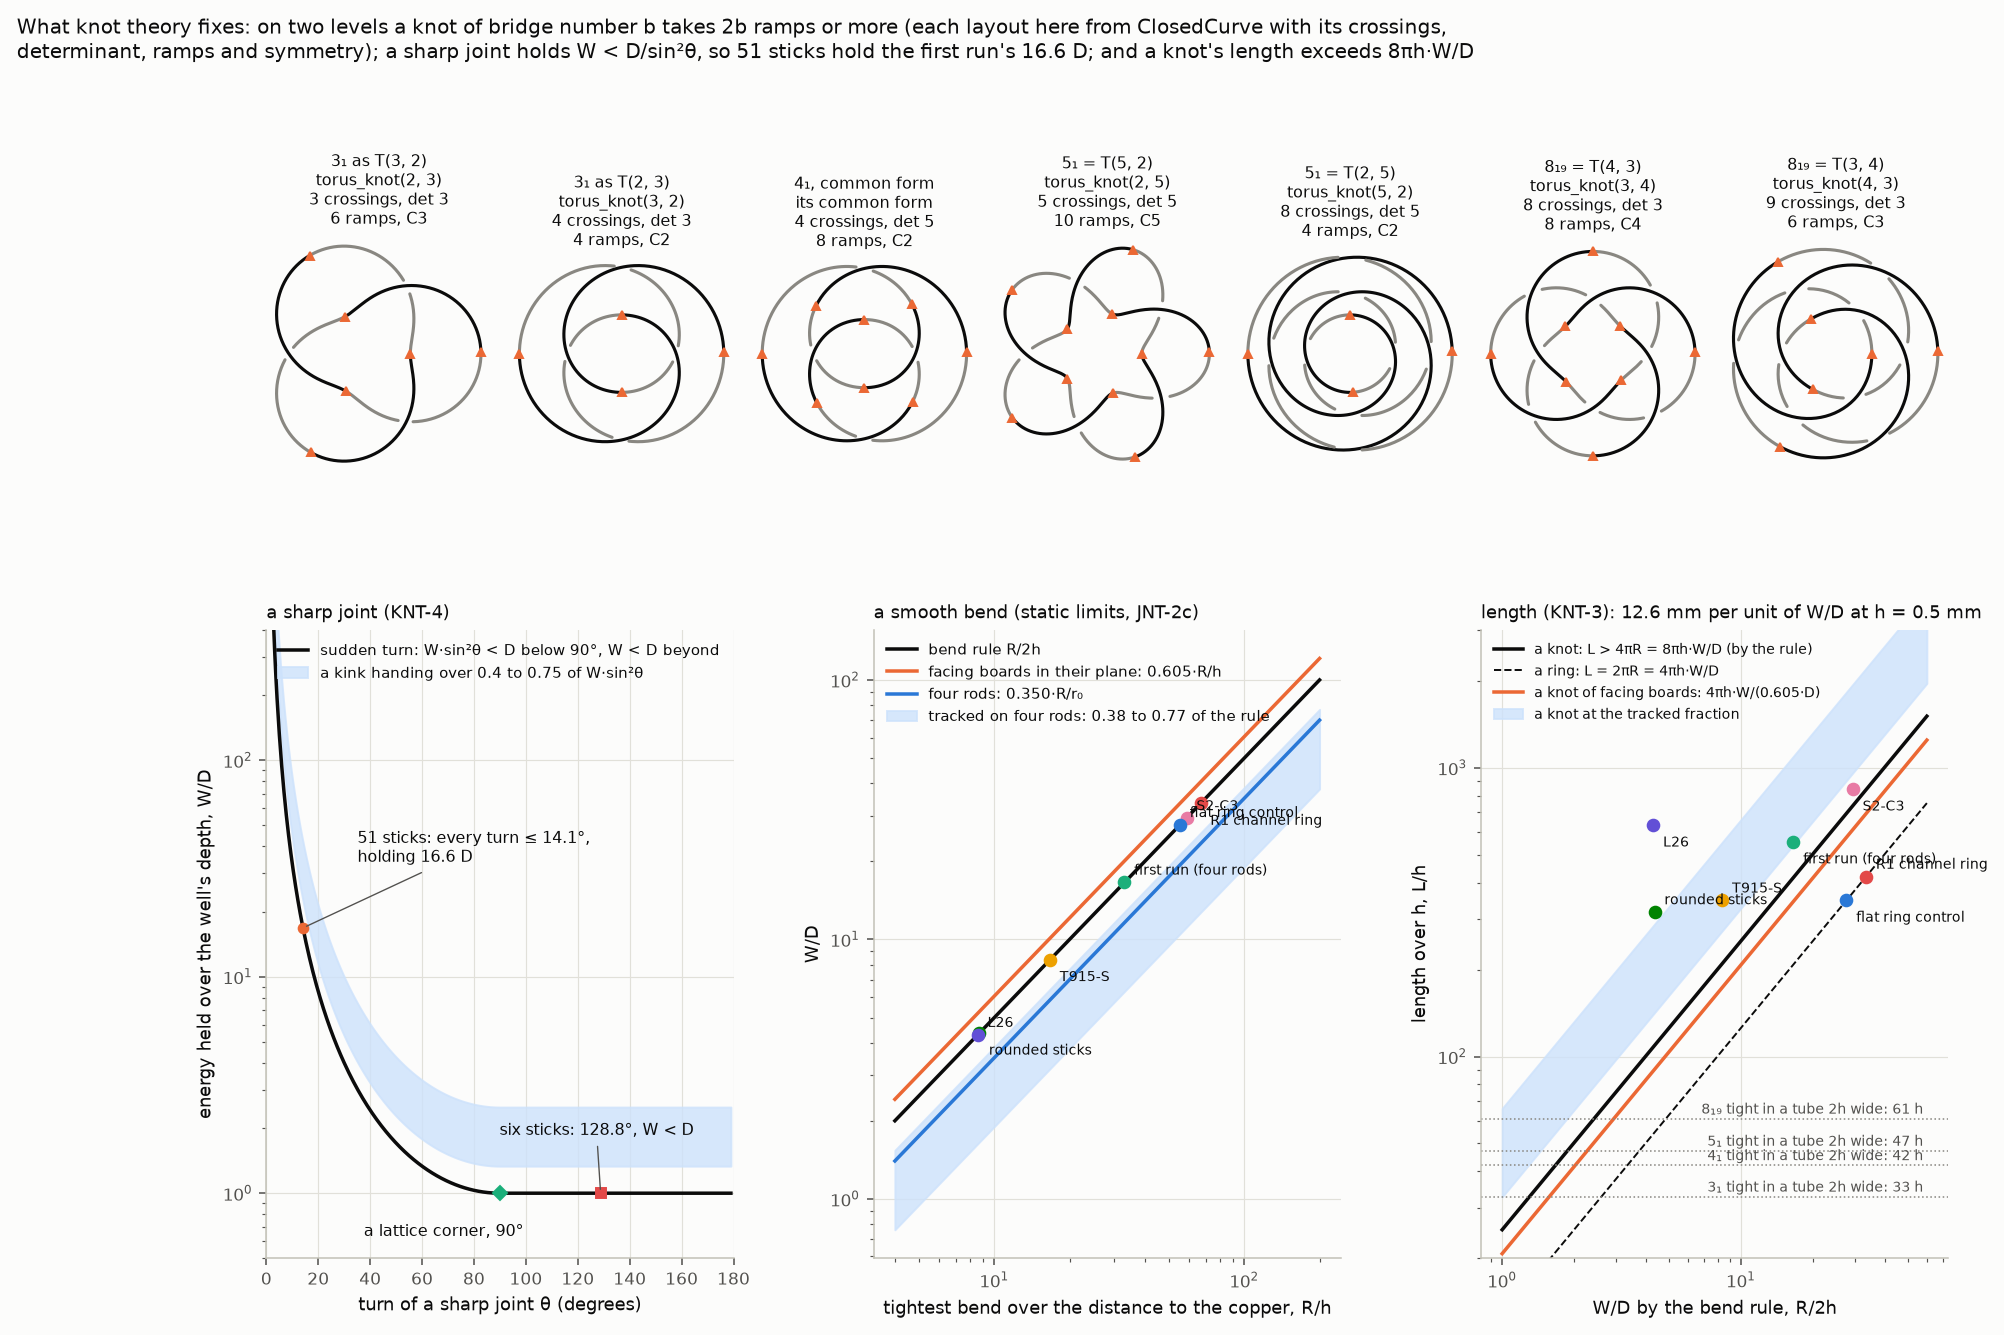 What knot theory fixes: on two levels a knot of bridge number b takes 2b ramps or more (each layout here from ClosedCurve with its crossings,
determinant, ramps and symmetry); a sharp joint holds W < D/sin²θ, so 51 sticks hold the first run's 16.6 D; and a knot's length exceeds 8πh·W/D
3₁ as T(3, 2)
torus_knot(2, 3)
3 crossings, det 3
6 ramps, C3
3₁ as T(2, 3)
torus_knot(3, 2)
4 crossings, det 3
4 ramps, C2
4₁, common form
its common form
4 crossings, det 5
8 ramps, C2
5₁ = T(5, 2)
torus_knot(2, 5)
5 crossings, det 5
10 ramps, C5
5₁ = T(2, 5)
torus_knot(5, 2)
8 crossings, det 5
4 ramps, C2
8₁₉ = T(4, 3)
torus_knot(3, 4)
8 crossings, det 3
8 ramps, C4
8₁₉ = T(3, 4)
torus_knot(4, 3)
9 crossings, det 3
6 ramps, C3
a sharp joint (KNT-4)
sudden turn: W·sin²θ < D below 90°, W < D beyond
a kink handing over 0.4 to 0.75 of W·sin²θ
51 sticks: every turn ≤ 14.1°,
holding 16.6 D
six sticks: 128.8°, W < D
a lattice corner, 90°
energy held over the well's depth, W/D
10²
10¹
10⁰
0 20 40 60 80 100 120 140 160 180
turn of a sharp joint θ (degrees)
a smooth bend (static limits, JNT-2c)
bend rule R/2h
facing boards in their plane: 0.605·R/h
four rods: 0.350·R/r₀
tracked on four rods: 0.38 to 0.77 of the rule
S2-C3
flat ring control
R1 channel ring
first run (four rods)
T915-S
L26
rounded sticks
W/D
10²
10¹
10⁰
10¹ 10²
tightest bend over the distance to the copper, R/h
length (KNT-3): 12.6 mm per unit of W/D at h = 0.5 mm
a knot: L > 4πR = 8πh·W/D (by the rule)
a ring: L = 2πR = 4πh·W/D
a knot of facing boards: 4πh·W/(0.605·D)
a knot at the tracked fraction
S2-C3
L26
first run (four rods)
R1 channel ring
T915-S
rounded sticks
flat ring control
8₁₉ tight in a tube 2h wide: 61 h
5₁ tight in a tube 2h wide: 47 h
4₁ tight in a tube 2h wide: 42 h
3₁ tight in a tube 2h wide: 33 h
length over h, L/h
10³
10²
10⁰ 10¹
W/D by the bend rule, R/2h